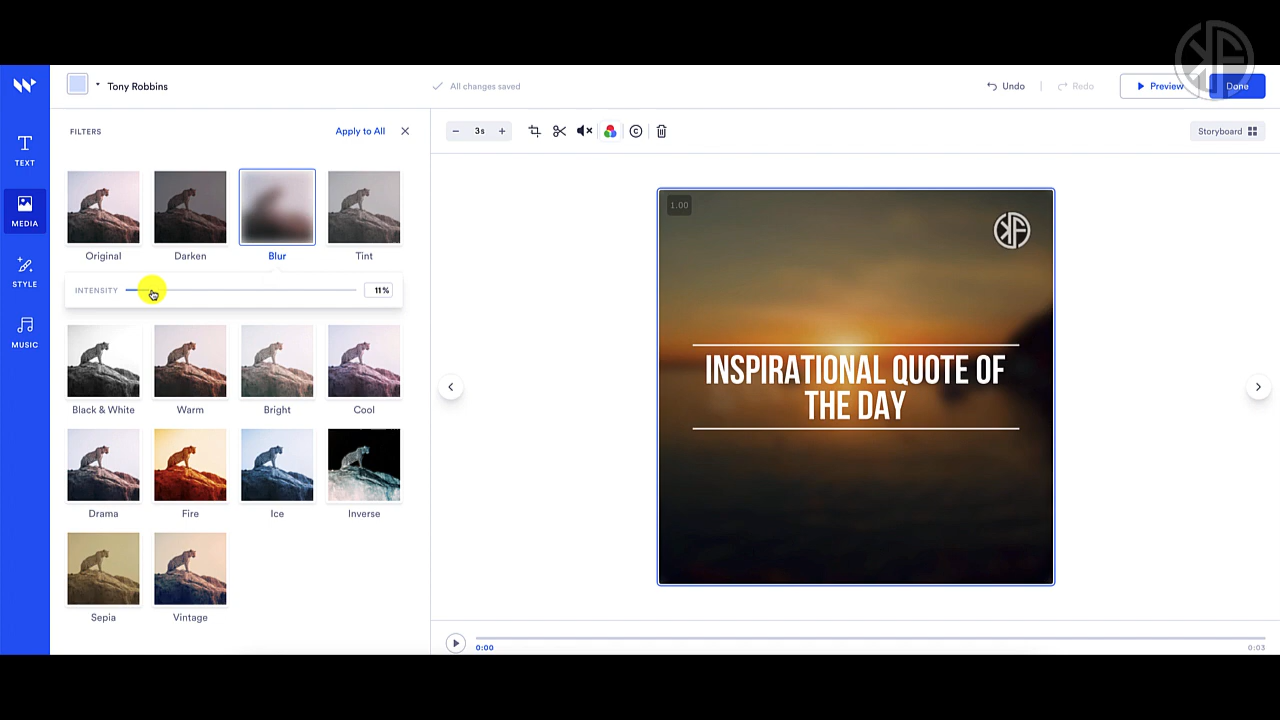 Tony Robbins
All changes saved
Undo
Redo
Preview
Done
TEXT
MEDIA
STYLE
MUSIC
FILTERS
Apply to All
Original
Darken
Blur
Tint
INTENSITY
11%
Black & White
Warm
Bright
Cool
Drama
Fire
Ice
Inverse
Sepia
Vintage
3s
Storyboard
1.00
KF
INSPIRATIONAL QUOTE OF
THE DAY
0:00
0:03
KF